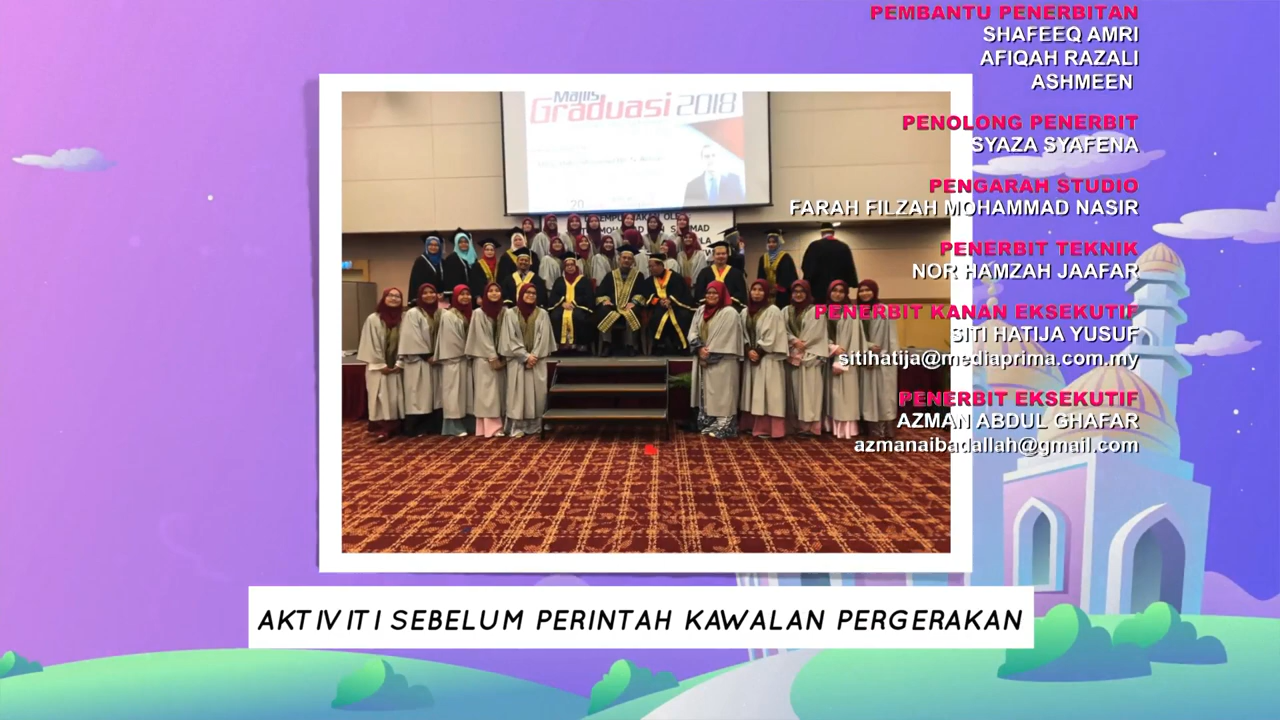 PEMBANTU PENERBITAN
SHAFEEQ AMRI
AFIQAH RAZALI
ASHMEEN
PENOLONG PENERBIT
SYAZA SYAFENA
PENGARAH STUDIO
FARAH FILZAH MOHAMMAD NASIR
PENERBIT TEKNIK
NOR HAMZAH JAAFAR
PENERBIT KANAN EKSEKUTIF
SITI HATIJA YUSUF
sitihatija@mediaprima.com.my
PENERBIT EKSEKUTIF
AZMAN ABDUL GHAFAR
azmanaibadallah@gmail.com
Majlis
Graduasi 2018
AKTIVITI SEBELUM PERINTAH KAWALAN PERGERAKAN